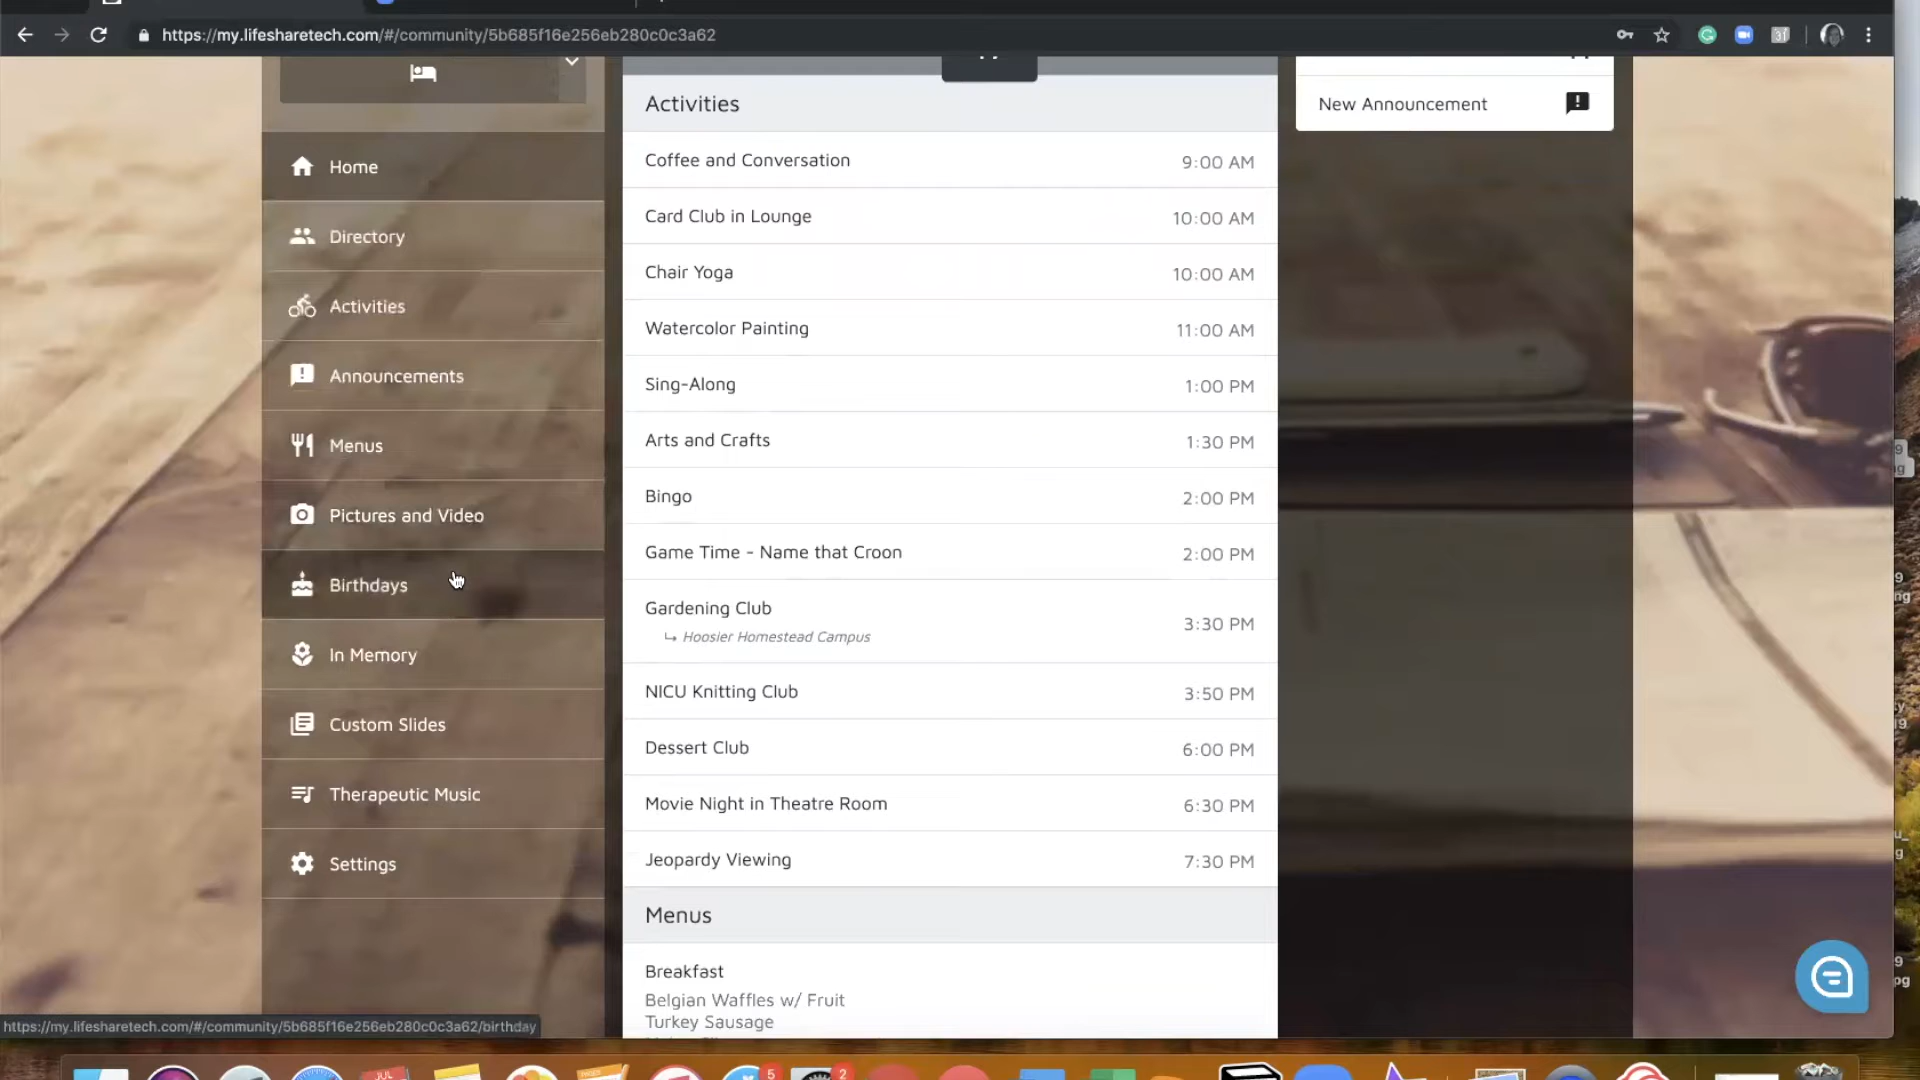 https://my.lifesharetech.com/#/community/5b685f16e256eb280c0c3a62
31
Home
Directory
Activities
Announcements
Menus
Pictures and Video
Birthdays
In Memory
Custom Slides
Therapeutic Music
Settings
Activities
Coffee and Conversation 9:00 AM
Card Club in Lounge 10:00 AM
Chair Yoga 10:00 AM
Watercolor Painting 11:00 AM
Sing-Along 1:00 PM
Arts and Crafts 1:30 PM
Bingo 2:00 PM
Game Time - Name that Croon 2:00 PM
Gardening Club 3:30 PM
↳ Hoosier Homestead Campus
NICU Knitting Club 3:50 PM
Dessert Club 6:00 PM
Movie Night in Theatre Room 6:30 PM
Jeopardy Viewing 7:30 PM
Menus
Breakfast
Belgian Waffles w/ Fruit
Turkey Sausage
New Announcement
https://my.lifesharetech.com/#/community/5b685f16e256eb280c0c3a62/birthday
JUL
PAGES
5
2